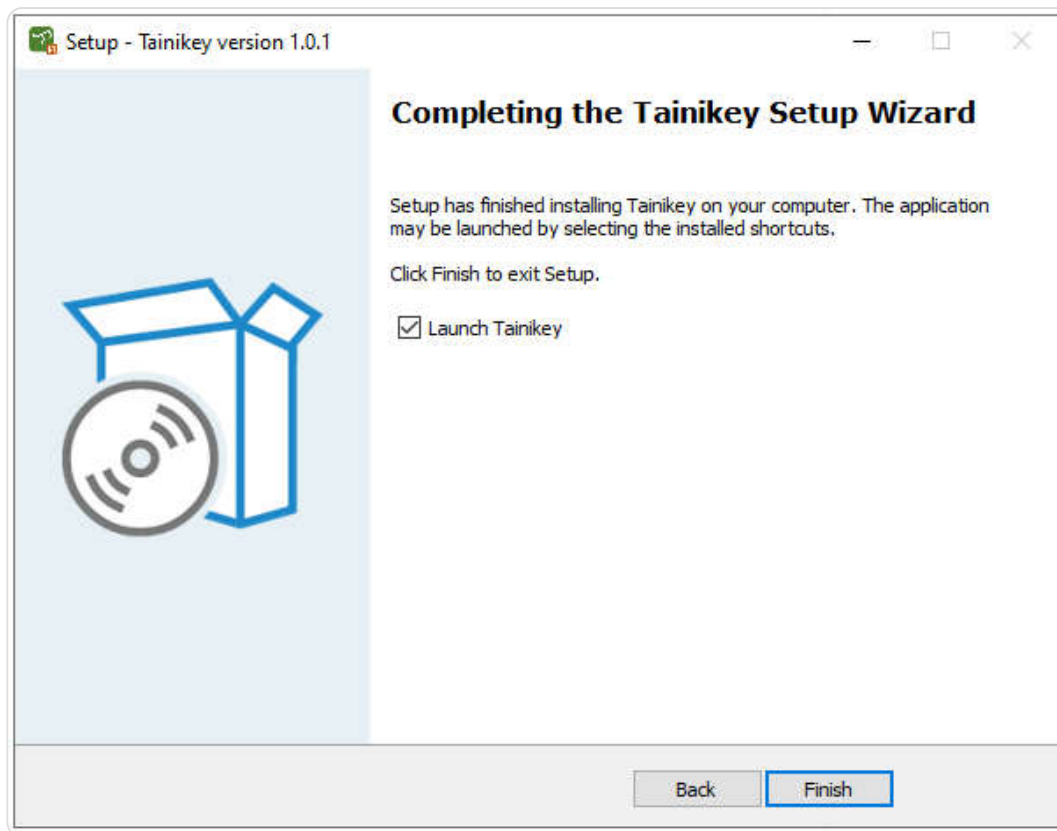 Setup - Tainikey version 1.0.1
Completing the Tainikey Setup Wizard
Setup has finished installing Tainikey on your computer. The application
may be launched by selecting the installed shortcuts.
Click Finish to exit Setup.
Launch Tainikey
Back Finish